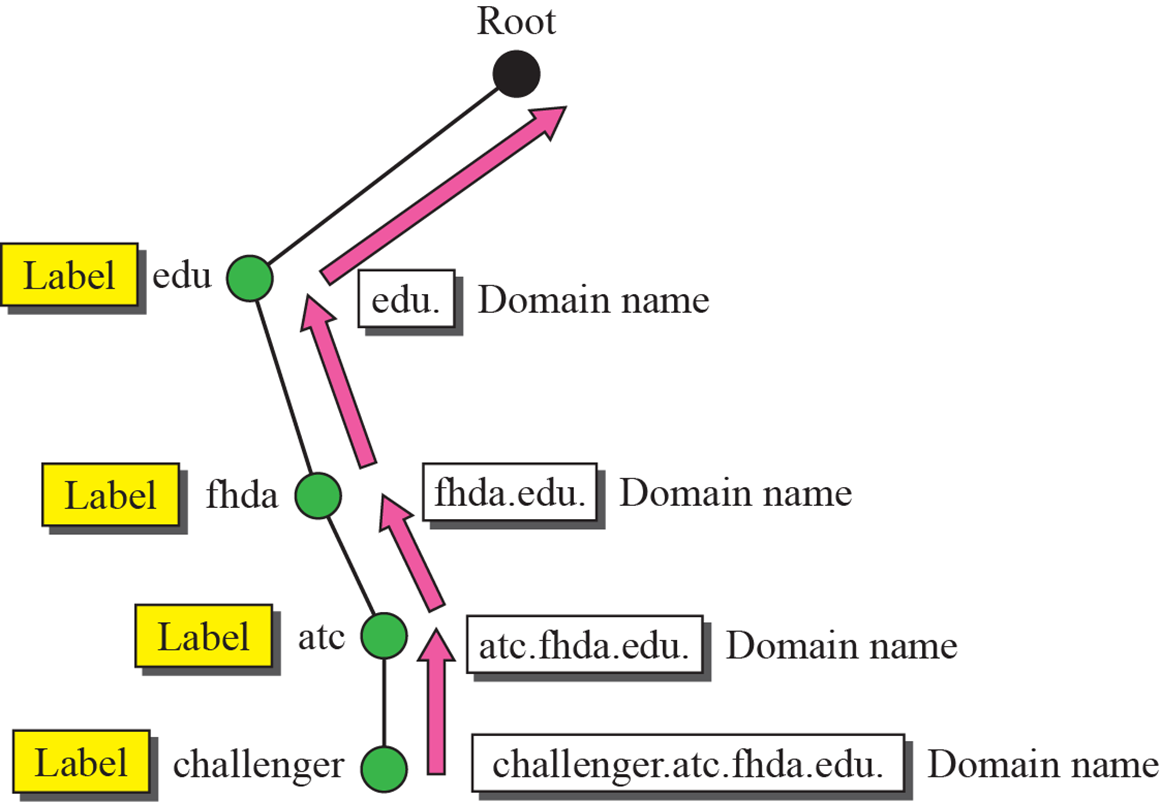 Root
Label edu
edu. Domain name
Label fhda fhda.edu. Domain name
Label atc atc.fhda.edu. Domain name
Label challenger challenger.atc.fhda.edu. Domain name